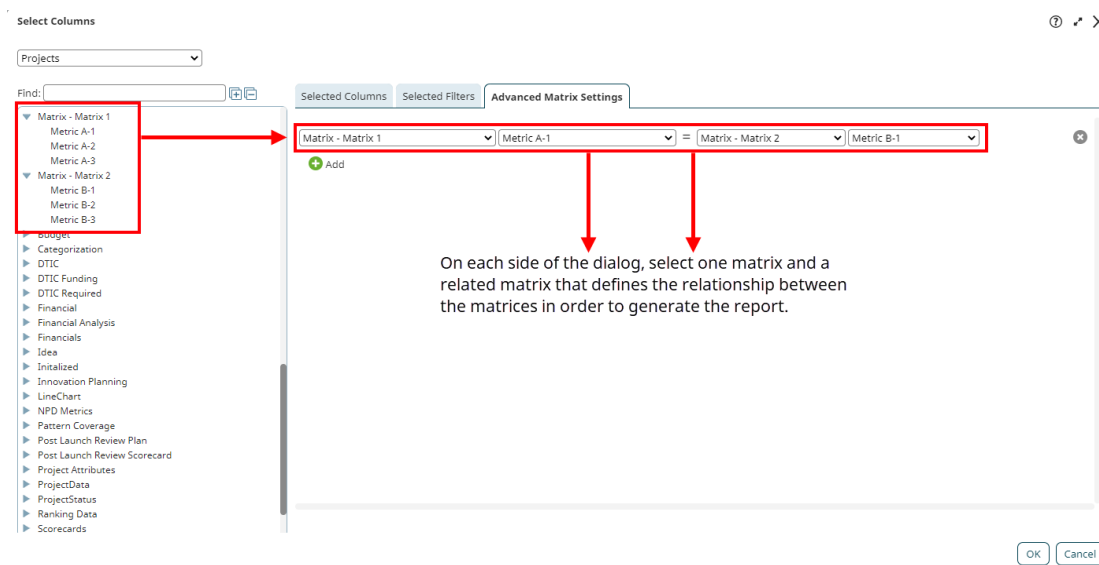 Select Columns
Projects
Find:
Selected Columns Selected Filters Advanced Matrix Settings
Matrix - Matrix 1
Metric A-1
Metric A-2
Metric A-3
Matrix - Matrix 2
Metric B-1
Metric B-2
Metric B-3
Budget
Categorization
DTIC
DTIC Funding
DTIC Required
Financial
Financial Analysis
Financials
Idea
Initalized
Innovation Planning
LineChart
NPD Metrics
Pattern Coverage
Post Launch Review Plan
Post Launch Review Scorecard
Project Attributes
ProjectData
ProjectStatus
Ranking Data
Scorecards
Matrix - Matrix 1 Metric A-1 = Matrix - Matrix 2 Metric B-1
Add
On each side of the dialog, select one matrix and a
related matrix that defines the relationship between
the matrices in order to generate the report.
OK Cancel